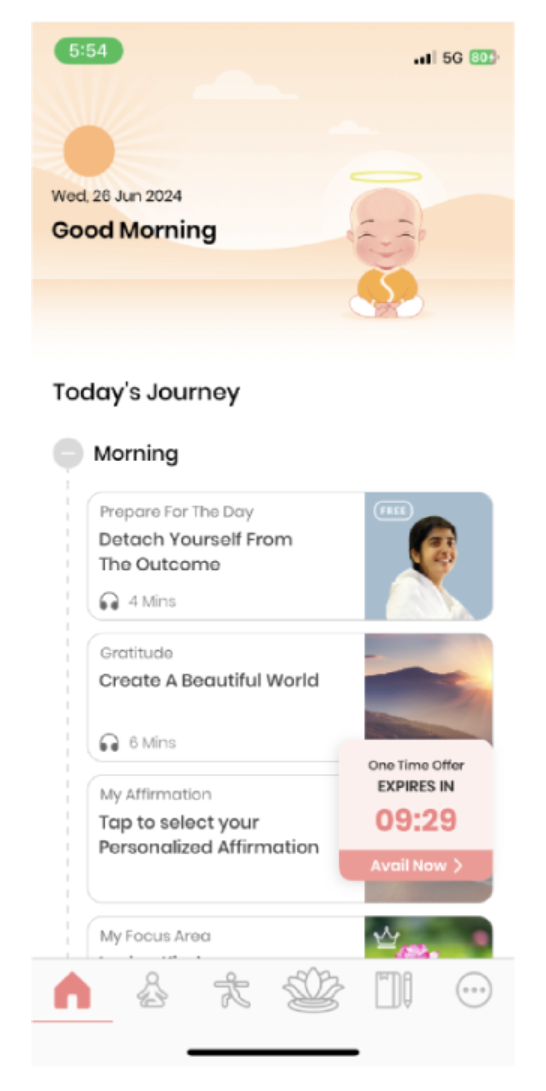 5:54
5G 80
Wed, 26 Jun 2024
Good Morning
Today's Journey
Morning
Prepare For The Day
FREE
Detach Yourself From
The Outcome
4 Mins
Gratitude
Create A Beautiful World
6 Mins
One Time Offer
EXPIRES IN
09:29
Avail Now
My Affirmation
Tap to select your
Personalized Affirmation
My Focus Area